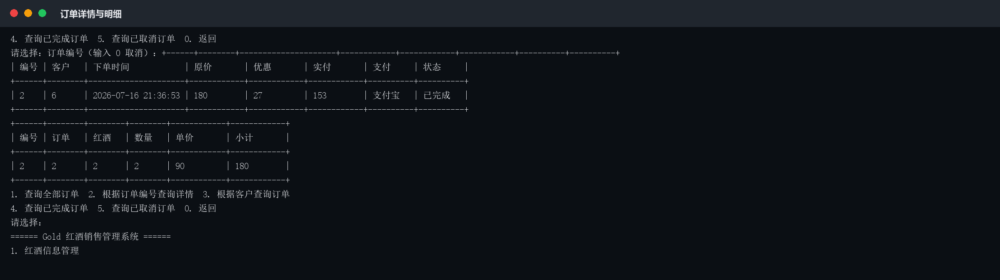 订单详情与明细
4. 查询已完成订单  5. 查询已取消订单  0. 返回
请选择：订单编号（输入 0 取消）：+------+--------+---------------------+------------+------------+------------+----------+----------+
| 编号 | 客户   | 下单时间            | 原价       | 优惠       | 实付       | 支付     | 状态     |
+------+--------+---------------------+------------+------------+------------+----------+----------+
| 2    | 6      | 2026-07-16 21:36:53 | 180        | 27         | 153        | 支付宝   | 已完成   |
+------+--------+---------------------+------------+------------+------------+----------+----------+
+------+--------+--------+--------+------------+------------+
| 编号 | 订单   | 红酒   | 数量   | 单价       | 小计       |
+------+--------+--------+--------+------------+------------+
| 2    | 2      | 2      | 2      | 90         | 180        |
+------+--------+--------+--------+------------+------------+
1. 查询全部订单  2. 根据订单编号查询详情  3. 根据客户查询订单
4. 查询已完成订单  5. 查询已取消订单  0. 返回
请选择：
====== Gold 红酒销售管理系统 ======
1. 红酒信息管理